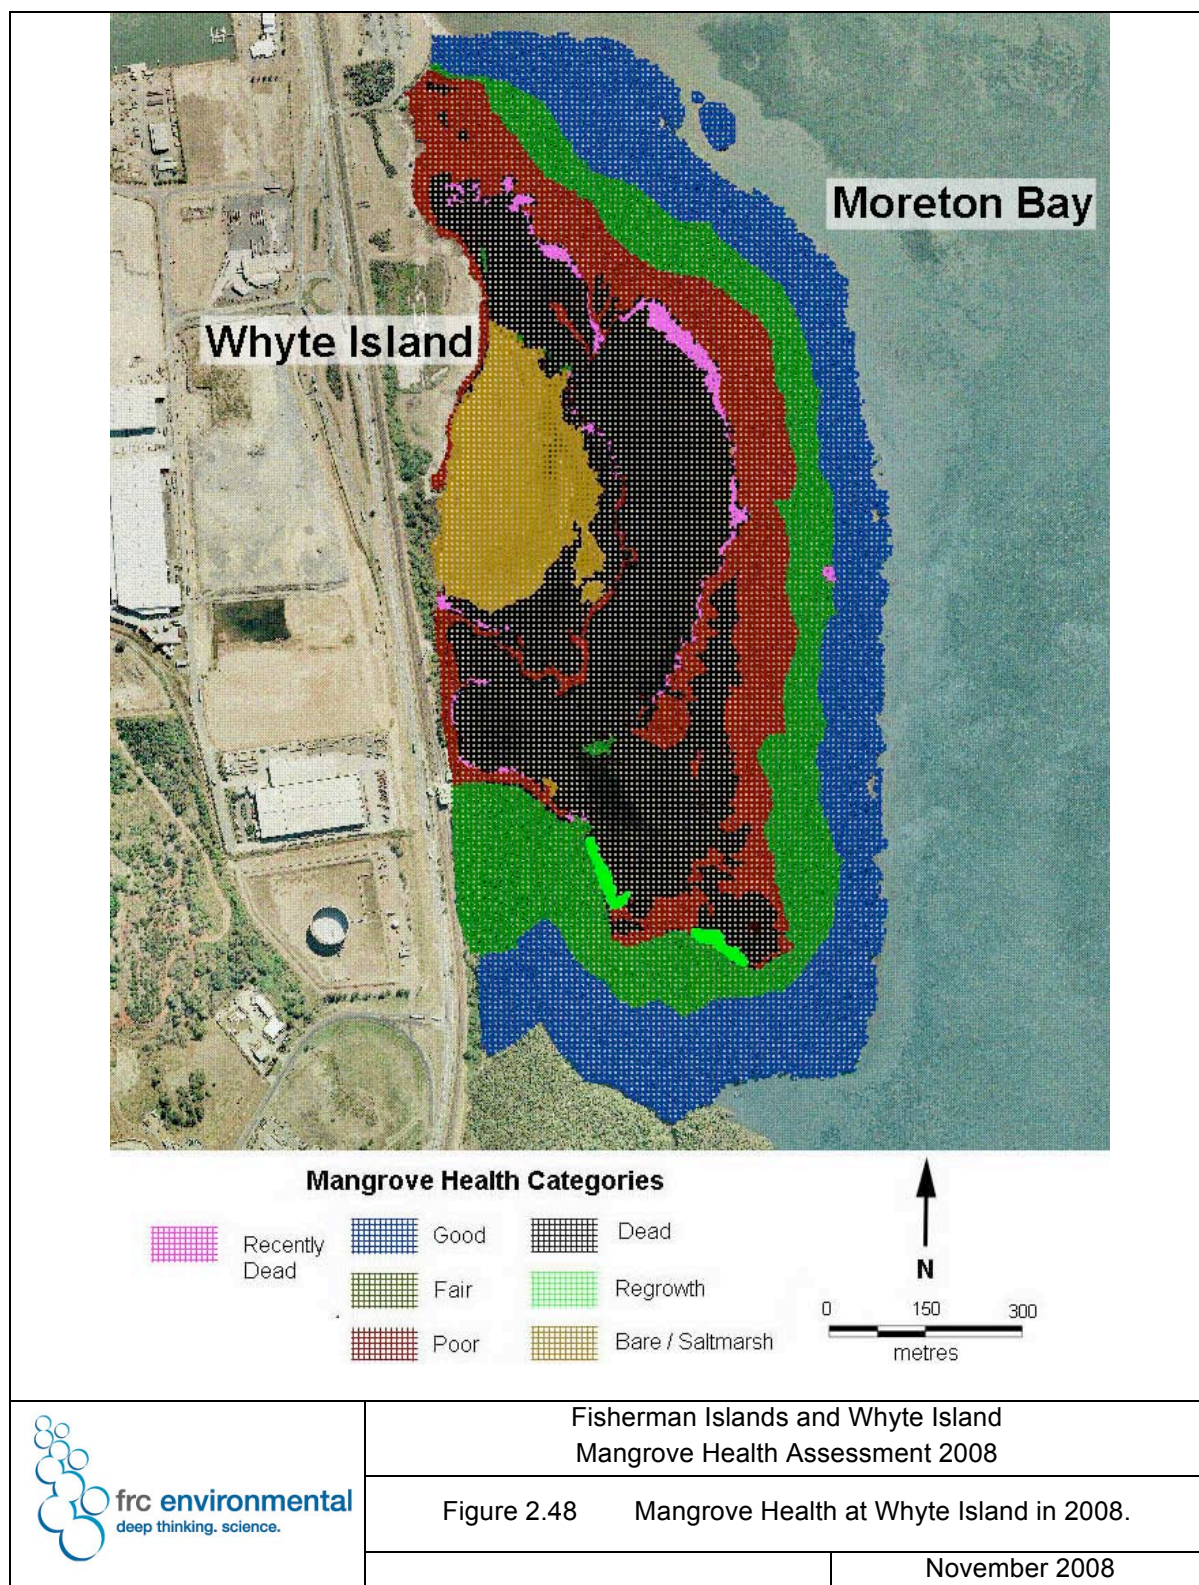 Moreton Bay
Whyte Island
Mangrove Health Categories
Recently
Dead
Good
Fair
Poor
Dead
Regrowth
Bare / Saltmarsh
N
0 150 300
metres
frc environmental
deep thinking. science.
Fisherman Islands and Whyte Island
Mangrove Health Assessment 2008
Figure 2.48 Mangrove Health at Whyte Island in 2008.
November 2008